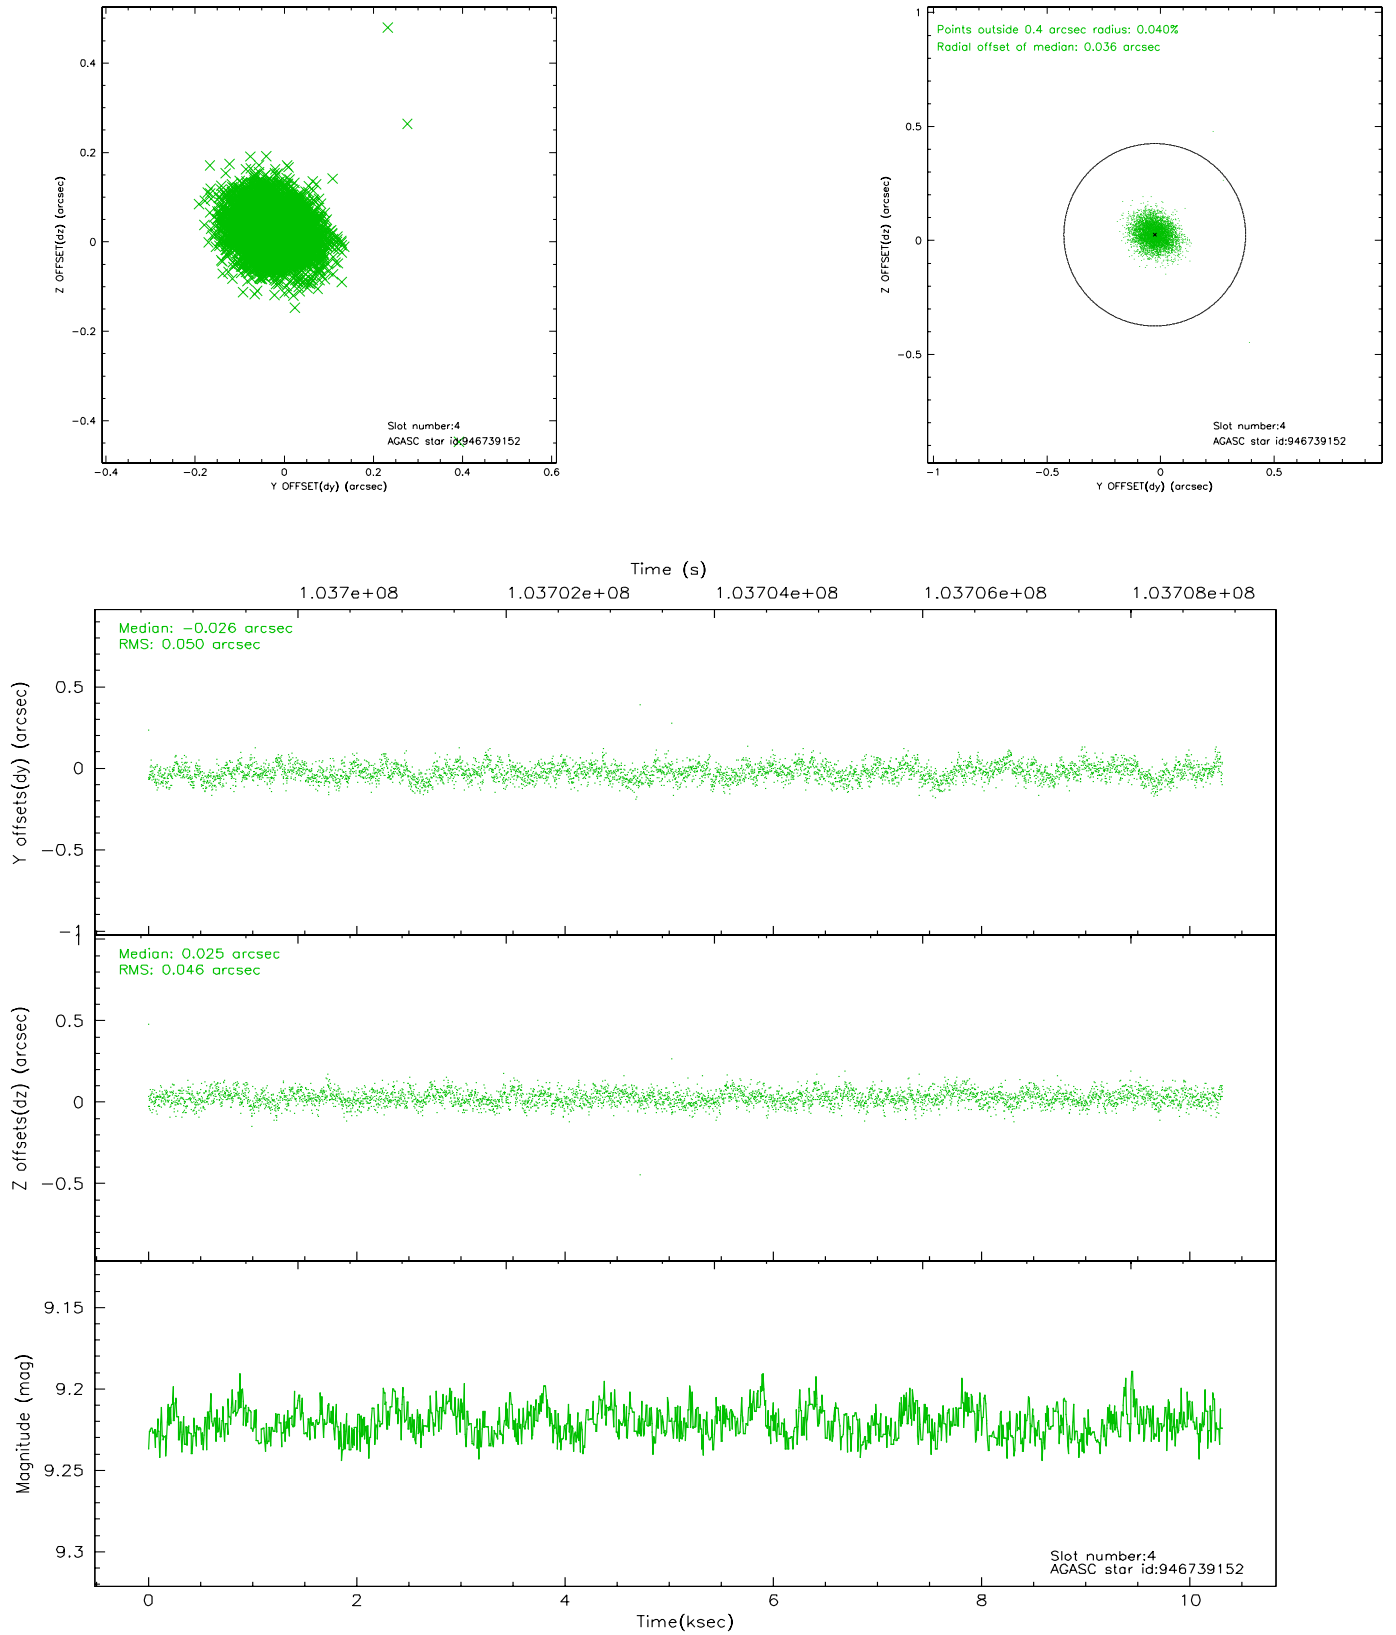 0.4
0.2
0
−0.2
−0.4
Z OFFSET(dz) (arcsec)
Slot number:4
AGASC star id:946739152
−0.4 −0.2 0 0.2 0.4 0.6
Y OFFSET(dy) (arcsec)
Points outside 0.4 arcsec radius: 0.040%
Radial offset of median: 0.036 arcsec
1
0.5
0
−0.5
Z OFFSET(dz) (arcsec)
Slot number:4
AGASC star id:946739152
−1 −0.5 0 0.5
Y OFFSET(dy) (arcsec)
Time (s)
1.037e+08 1.03702e+08 1.03704e+08 1.03706e+08 1.03708e+08
Median: −0.026 arcsec
RMS: 0.050 arcsec
0.5
0
−0.5
−1
Y offsets(dy) (arcsec)
Median: 0.025 arcsec
RMS: 0.046 arcsec
1
0.5
0
−0.5
Z offsets(dz) (arcsec)
9.15
9.2
9.25
9.3
Magnitude (mag)
Slot number:4
AGASC star id:946739152
0 2 4 6 8 10
Time(ksec)